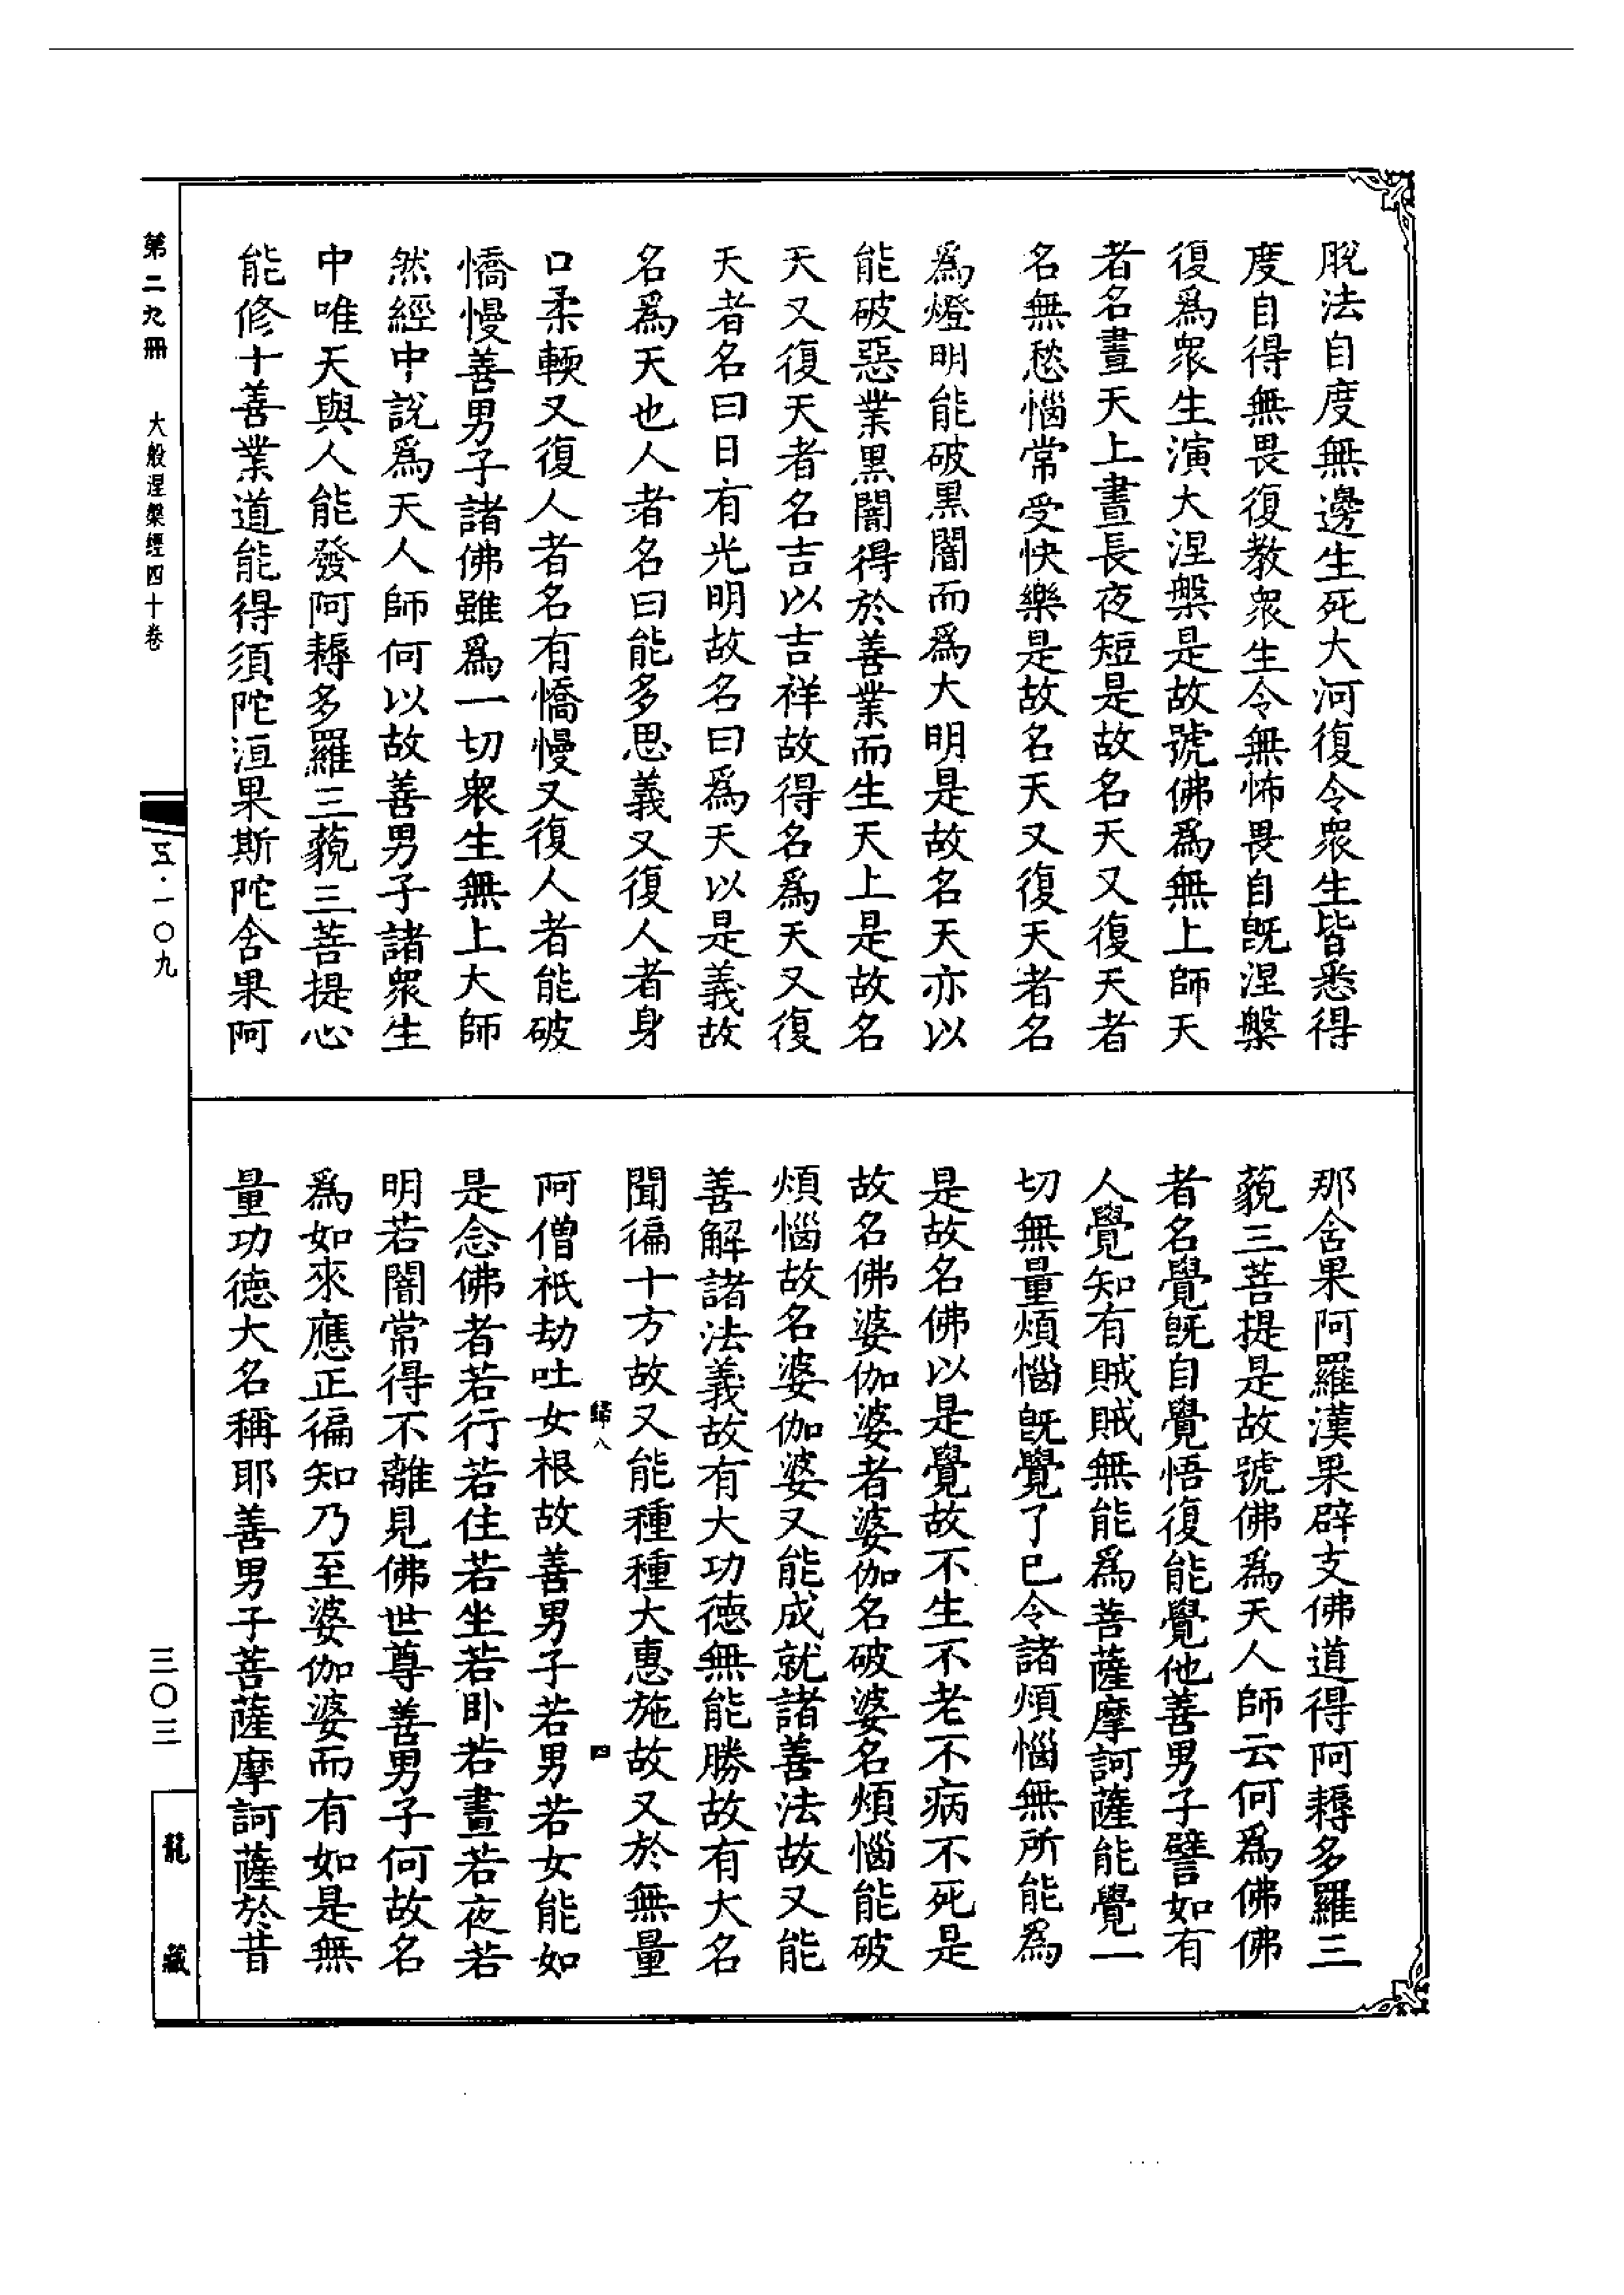 脫法自度無邊生死大河復令衆生皆悉得
度自得無畏復教衆生令無怖畏自旣涅槃
復爲衆生演大涅槃是故號佛爲無上師天
者名晝天上晝長夜短是故名天又復天者
名無愁惱常受快樂是故名天又復天者名
爲燈明能破黑闇而爲大明是故名天亦以
能破惡業黑闇得於善業而生天上是故名
天又復天者名吉以吉祥故得名爲天又復
天者名曰日有光明故名曰爲天以是義故
名爲天也人者名曰能多思義又復人者身
口柔輭又復人者名有憍慢又復人者能破
憍慢善男子諸佛雖爲一切衆生無上大師
然經中說爲天人師何以故善男子諸衆生
中唯天與人能發阿耨多羅三藐三菩提心
能修十善業道能得須陀洹果斯陀含果阿
那含果阿羅漢果辟支佛道得阿耨多羅三
藐三菩提是故號佛爲天人師云何爲佛佛
者名覺旣自覺悟復能覺他善男子譬如有
人覺知有賊賊無能爲菩薩摩訶薩能覺一
切無量煩惱旣覺了已令諸煩惱無所能爲
是故名佛以是覺故不生不老不病不死是
故名佛婆伽婆者婆伽名破婆名煩惱能破
煩惱故名婆伽婆又能成就諸善法故又能
善解諸法義故有大功德無能勝故有大名
聞徧十方故又能種種大惠施故又於無量
歸八 四
阿僧祇劫吐女根故善男子若男若女能如
是念佛者若行若住若坐若卧若晝若夜若
明若闇常得不離見佛世尊善男子何故名
爲如來應正徧知乃至婆伽婆而有如是無
量功德大名稱耶善男子菩薩摩訶薩於昔
第二九冊 大般涅槃經四十卷
五·一〇九
三〇三
龍藏